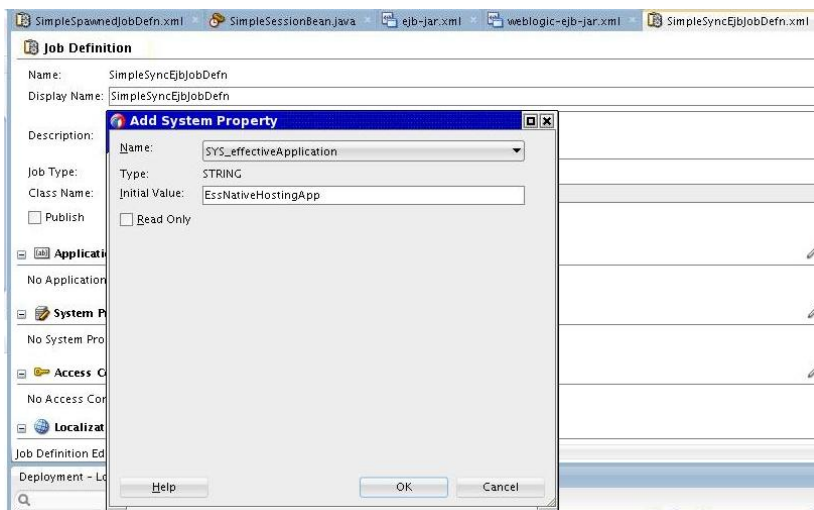 SimpleSpawnedJobDefn.xml SimpleSessionBean.java ejb-jar.xml weblogic-ejb-jar.xml SimpleSyncEjbJobDefn.xml
Job Definition
Name: SimpleSyncEjbJobDefn
Display Name: SimpleSyncEjbJobDefn
Add System Property
Description:
Name: SYS_effectiveApplication
Job Type:
Type: STRING
Class Name:
Initial Value: EssNativeHostingApp
Publish
Read Only
Applicati
No Application
System P
No System Pro
Access C
No Access Cor
Localizat
Job Definition Ed
Deployment - Lo
Help OK Cancel